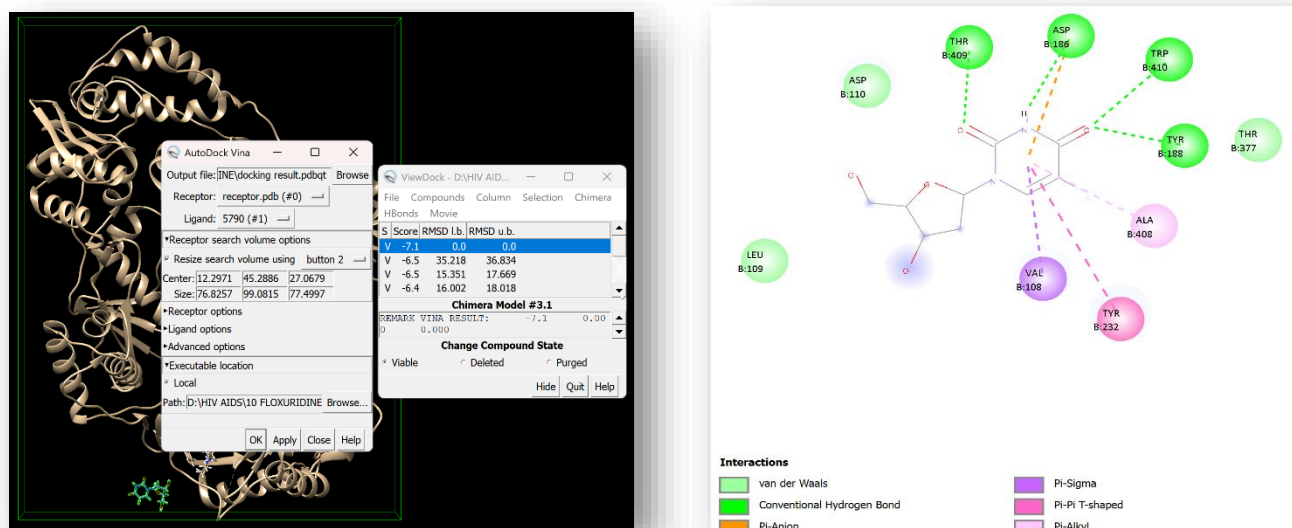 AutoDock Vina
Output file: INE\docking result.pdbqt Browse
Receptor: receptor.pdb (#0)
Ligand: 5790 (#1)
Receptor search volume options
Resize search volume using button 2
Center: 12.2971 45.2886 27.0679
Size: 76.8257 99.0815 77.4997
Receptor options
Ligand options
Advanced options
Executable location
Local
Path: D:\HIV AIDS\10 FLOXURIDINE Browse...
OK Apply Close Help
ViewDock - D:\HIV AID...
File Compounds Column Selection Chimera
HBonds Movie
S Score RMSD l.b. RMSD u.b.
V -7.1 0.0 0.0
V -6.5 35.218 36.834
V -6.5 15.351 17.669
V -6.4 16.002 18.018
Chimera Model #3.1
REMARK VINA RESULT: -7.1 0.00
0 0.000
Change Compound State
Viable Deleted Purged
Hide Quit Help
THR
B:409
ASP
B:186
TRP
B:410
ASP
B:110
TYR
B:188
THR
B:377
H
O
O
N
N
O
O
O
ALA
B:408
LEU
B:109
VAL
B:108
TYR
B:232
Interactions
van der Waals
Conventional Hydrogen Bond
Pi-Anion
Pi-Sigma
Pi-Pi T-shaped
Pi-Alkyl